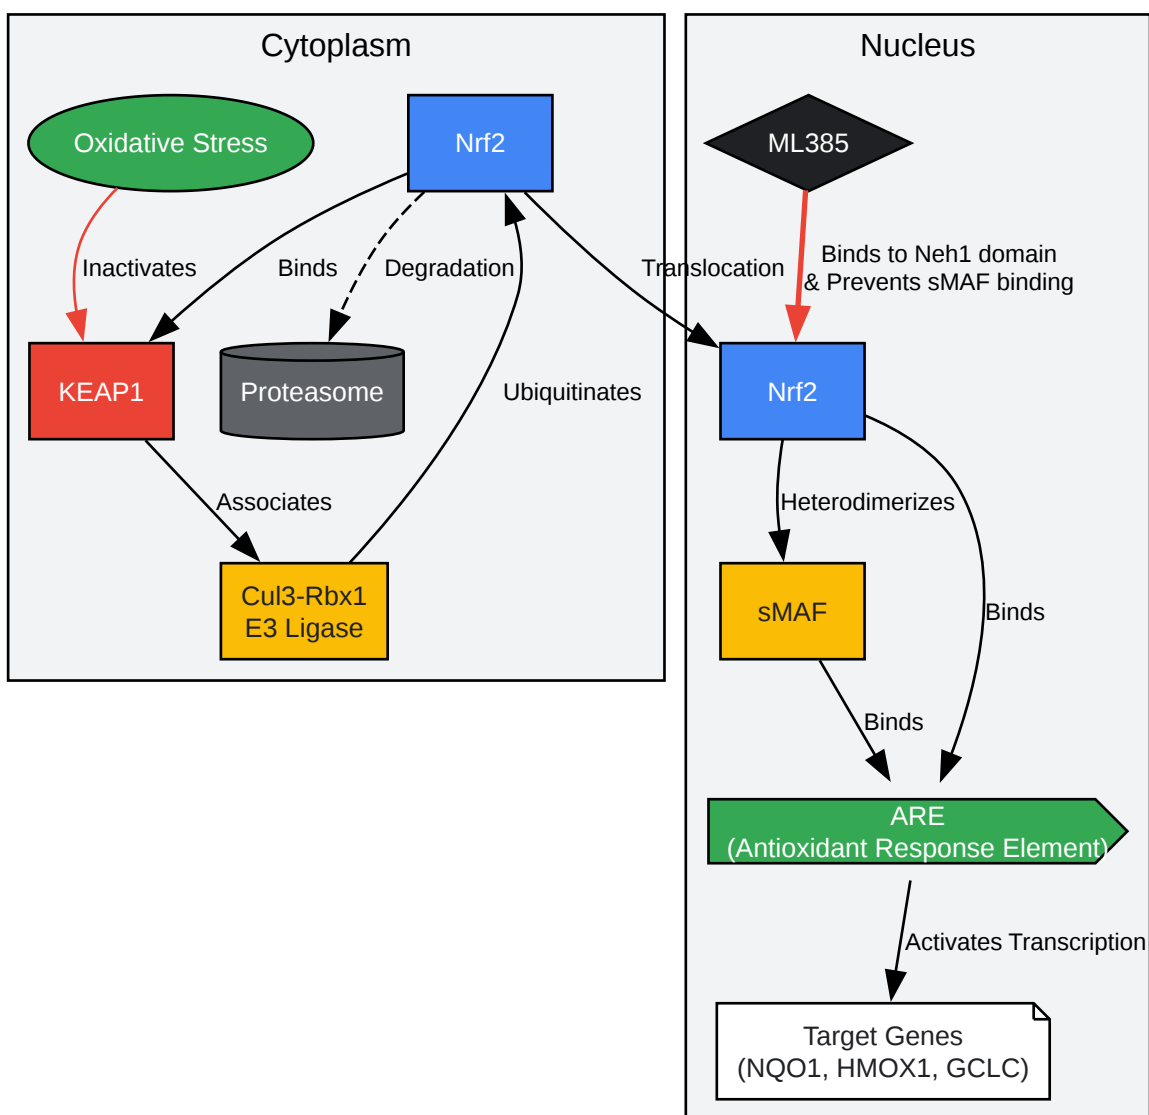 Cytoplasm
Nucleus
Oxidative Stress
Nrf2
ML385
Inactivates
Binds
Degradation
Translocation
Binds to Neh1 domain
& Prevents sMAF binding
KEAP1
Proteasome
Ubiquitinates
Nrf2
Associates
Heterodimerizes
Cul3-Rbx1
E3 Ligase
sMAF
Binds
Binds
ARE
(Antioxidant Response Element)
Activates Transcription
Target Genes
(NQO1, HMOX1, GCLC)